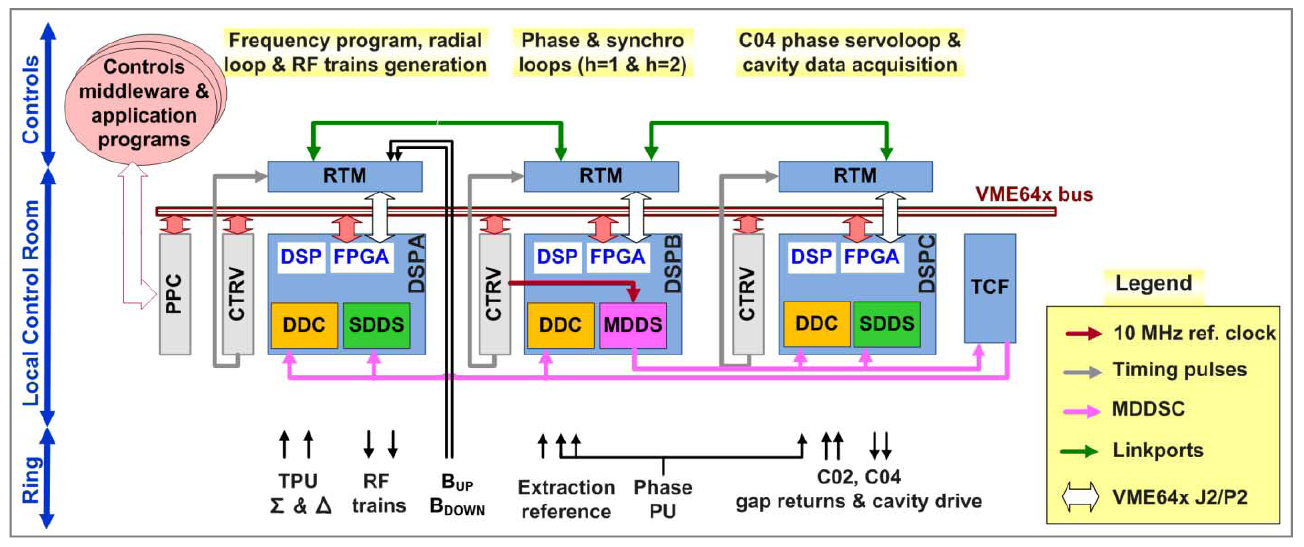 Controls
Local Control Room
Ring
Controls
middleware &
application
programs
Frequency program, radial
loop & RF trains generation
Phase & synchro
loops (h=1 & h=2)
C04 phase servoloop &
cavity data acquisition
RTM
RTM
RTM
VME64x bus
PPC
CTRV
DSP
FPGA
DSPA
DDC
SDDS
CTRV
DSP
FPGA
DSPB
DDC
MDDS
CTRV
DSP
FPGA
DSPC
DDC
SDDS
TCF
TPU
Σ & Δ
RF
trains
BUP
BDOWN
Extraction
reference
Phase
PU
C02, C04
gap returns & cavity drive
Legend
10 MHz ref. clock
Timing pulses
MDDSC
Linkports
VME64x J2/P2